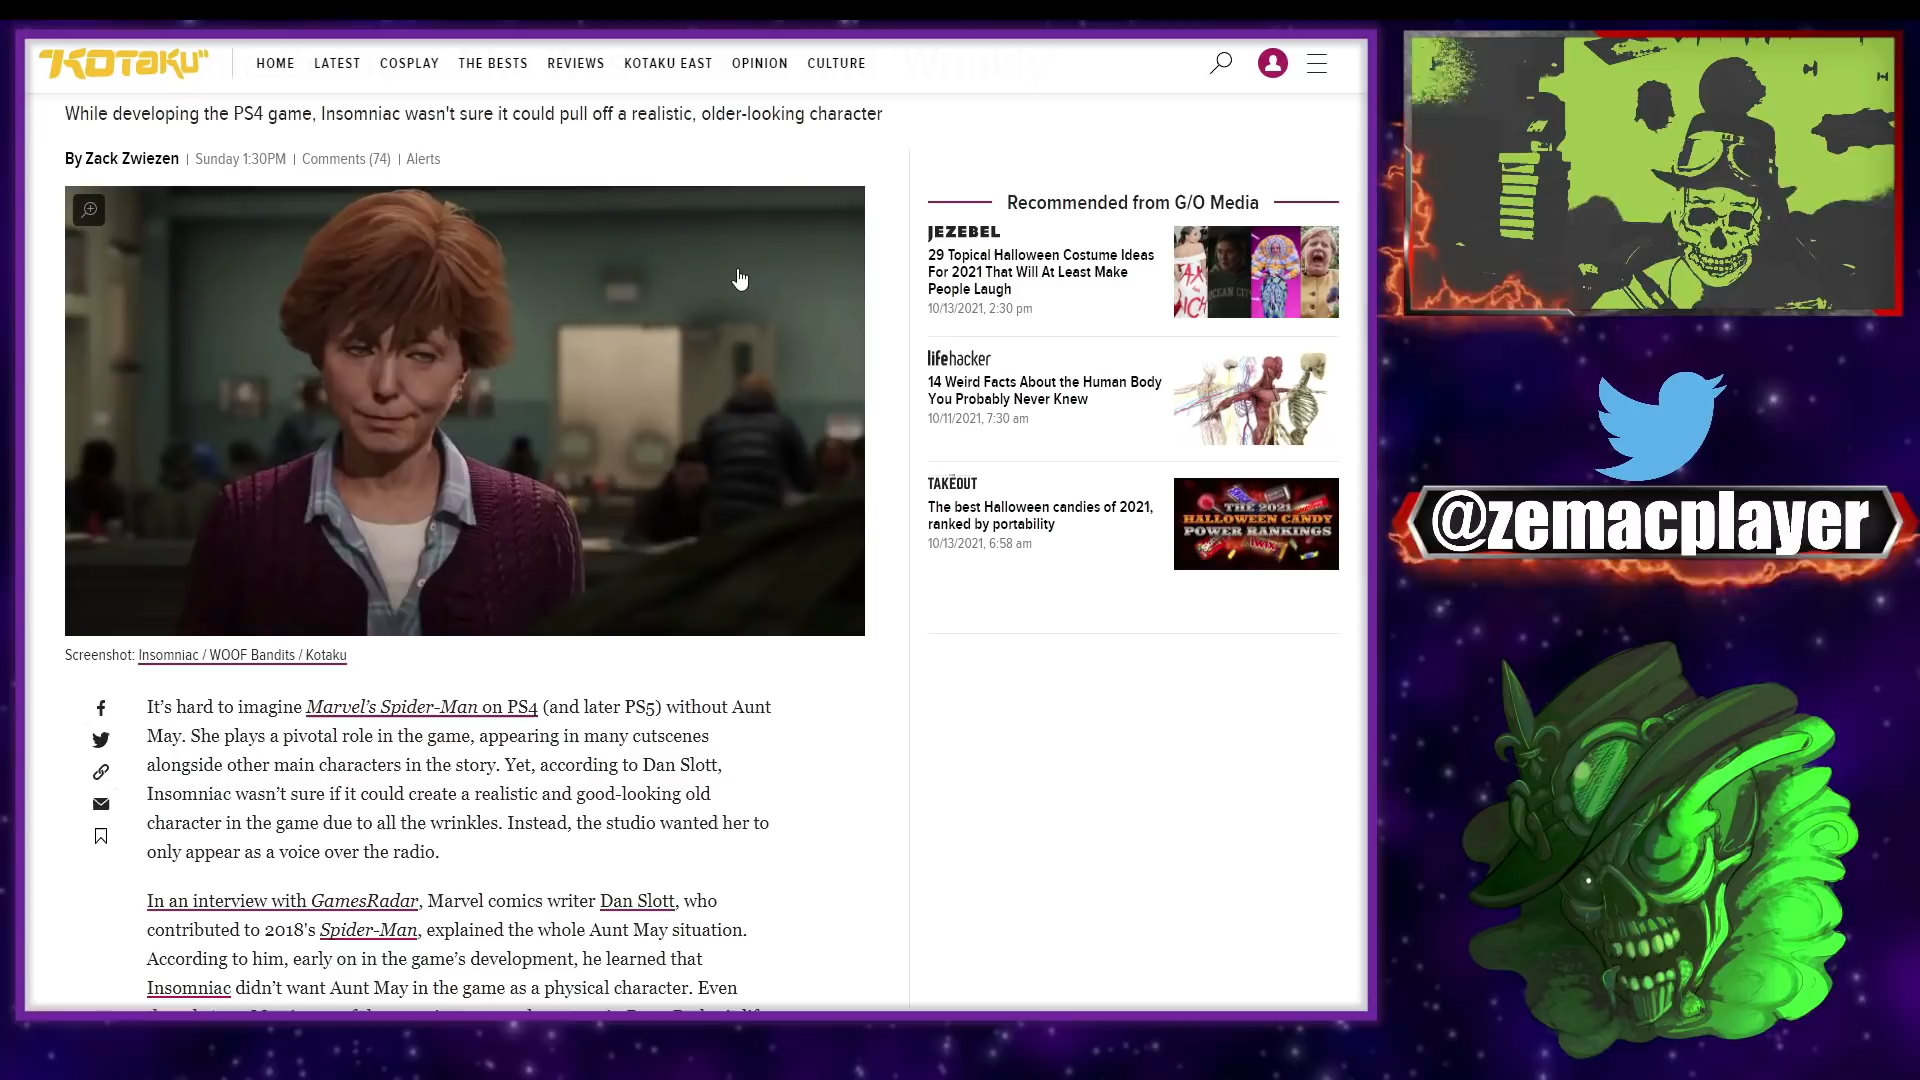 KOTAKU
HOME LATEST COSPLAY THE BESTS REVIEWS KOTAKU EAST OPINION CULTURE
While developing the PS4 game, Insomniac wasn't sure it could pull off a realistic, older-looking character
By Zack Zwiezen | Sunday 1:30PM | Comments (74) | Alerts
Screenshot: Insomniac / WOOF Bandits / Kotaku
It's hard to imagine Marvel's Spider-Man on PS4 (and later PS5) without Aunt
May. She plays a pivotal role in the game, appearing in many cutscenes
alongside other main characters in the story. Yet, according to Dan Slott,
Insomniac wasn't sure if it could create a realistic and good-looking old
character in the game due to all the wrinkles. Instead, the studio wanted her to
only appear as a voice over the radio.
In an interview with GamesRadar, Marvel comics writer Dan Slott, who
contributed to 2018's Spider-Man, explained the whole Aunt May situation.
According to him, early on in the game's development, he learned that
Insomniac didn't want Aunt May in the game as a physical character. Even
Recommended from G/O Media
JEZEBEL
29 Topical Halloween Costume Ideas
For 2021 That Will At Least Make
People Laugh
10/13/2021, 2:30 pm
lifehacker
14 Weird Facts About the Human Body
You Probably Never Knew
10/11/2021, 7:30 am
THE TAKEOUT
The best Halloween candies of 2021,
ranked by portability
10/13/2021, 6:58 am
THE 2021
HALLOWEEN CANDY
POWER RANKINGS
@zemacplayer